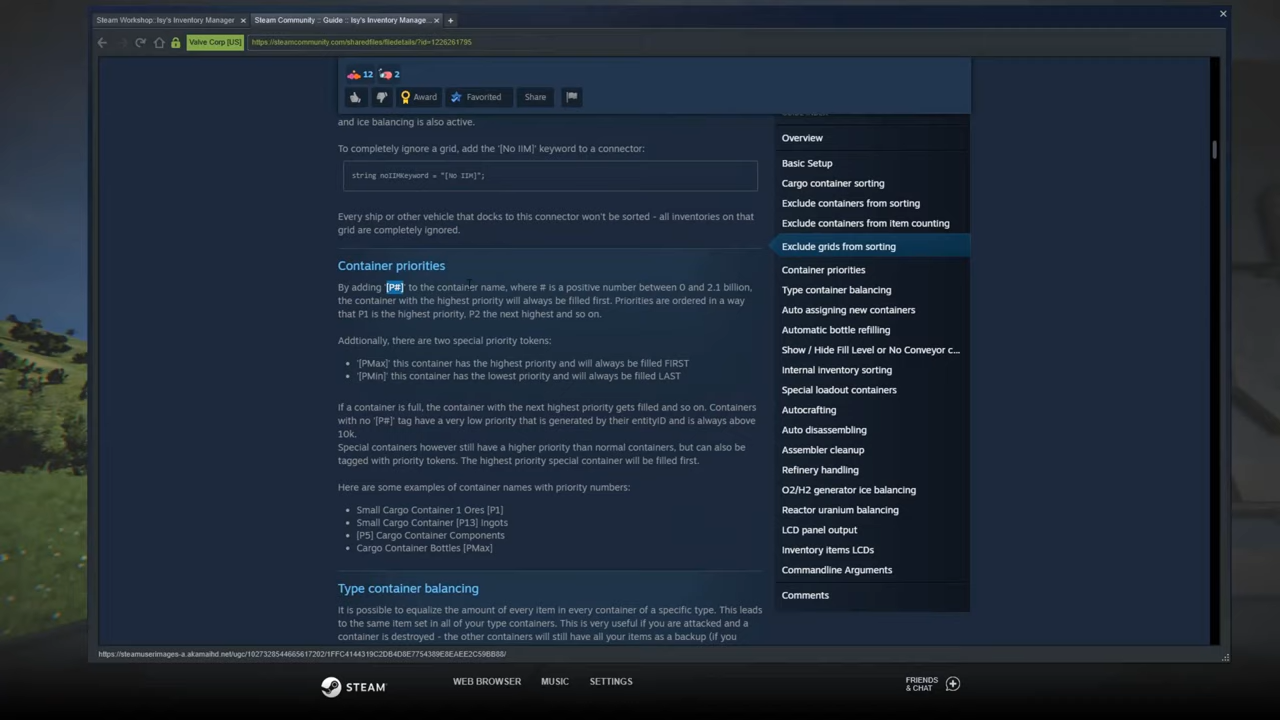 Steam Workshop: Isy's Inventory Manager
Steam Community :: Guide :: Isy's Inventory Manage...
Valve Corp [US]
https://steamcommunity.com/sharedfiles/filedetails/?id=1226261795
12
2
Award
Favorited
Share
and ice balancing is also active.
To completely ignore a grid, add the '[No IIM]' keyword to a connector:
string noIIMKeyword = "[No IIM]";
Every ship or other vehicle that docks to this connector won't be sorted - all inventories on that
grid are completely ignored.
Container priorities
By adding '[P#]' to the container name, where # is a positive number between 0 and 2.1 billion,
the container with the highest priority will always be filled first. Priorities are ordered in a way
that P1 is the highest priority, P2 the next highest and so on.
Addtionally, there are two special priority tokens:
• '[PMax]' this container has the highest priority and will always be filled FIRST
• '[PMin]' this container has the lowest priority and will always be filled LAST
If a container is full, the container with the next highest priority gets filled and so on. Containers
with no '[P#]' tag have a very low priority that is generated by their entityID and is always above
10k.
Special containers however still have a higher priority than normal containers, but can also be
tagged with priority tokens. The highest priority special container will be filled first.
Here are some examples of container names with priority numbers:
• Small Cargo Container 1 Ores [P1]
• Small Cargo Container [P13] Ingots
• [P5] Cargo Container Components
• Cargo Container Bottles [PMax]
Type container balancing
It is possible to equalize the amount of every item in every container of a specific type. This leads
to the same item set in all of your type containers. This is very useful if you are attacked and a
container is destroyed - the other containers will still have all your items as a backup (if you
Overview
Basic Setup
Cargo container sorting
Exclude containers from sorting
Exclude containers from item counting
Exclude grids from sorting
Container priorities
Type container balancing
Auto assigning new containers
Automatic bottle refilling
Show / Hide Fill Level or No Conveyor c...
Internal inventory sorting
Special loadout containers
Autocrafting
Auto disassembling
Assembler cleanup
Refinery handling
O2/H2 generator ice balancing
Reactor uranium balancing
LCD panel output
Inventory items LCDs
Commandline Arguments
Comments
https://steamuserimages-a.akamaihd.net/ugc/1027328544665617202/1FFC4144319C2DB4D8E7754389E8EAEE2C59BB88/
STEAM
WEB BROWSER
MUSIC
SETTINGS
FRIENDS
& CHAT